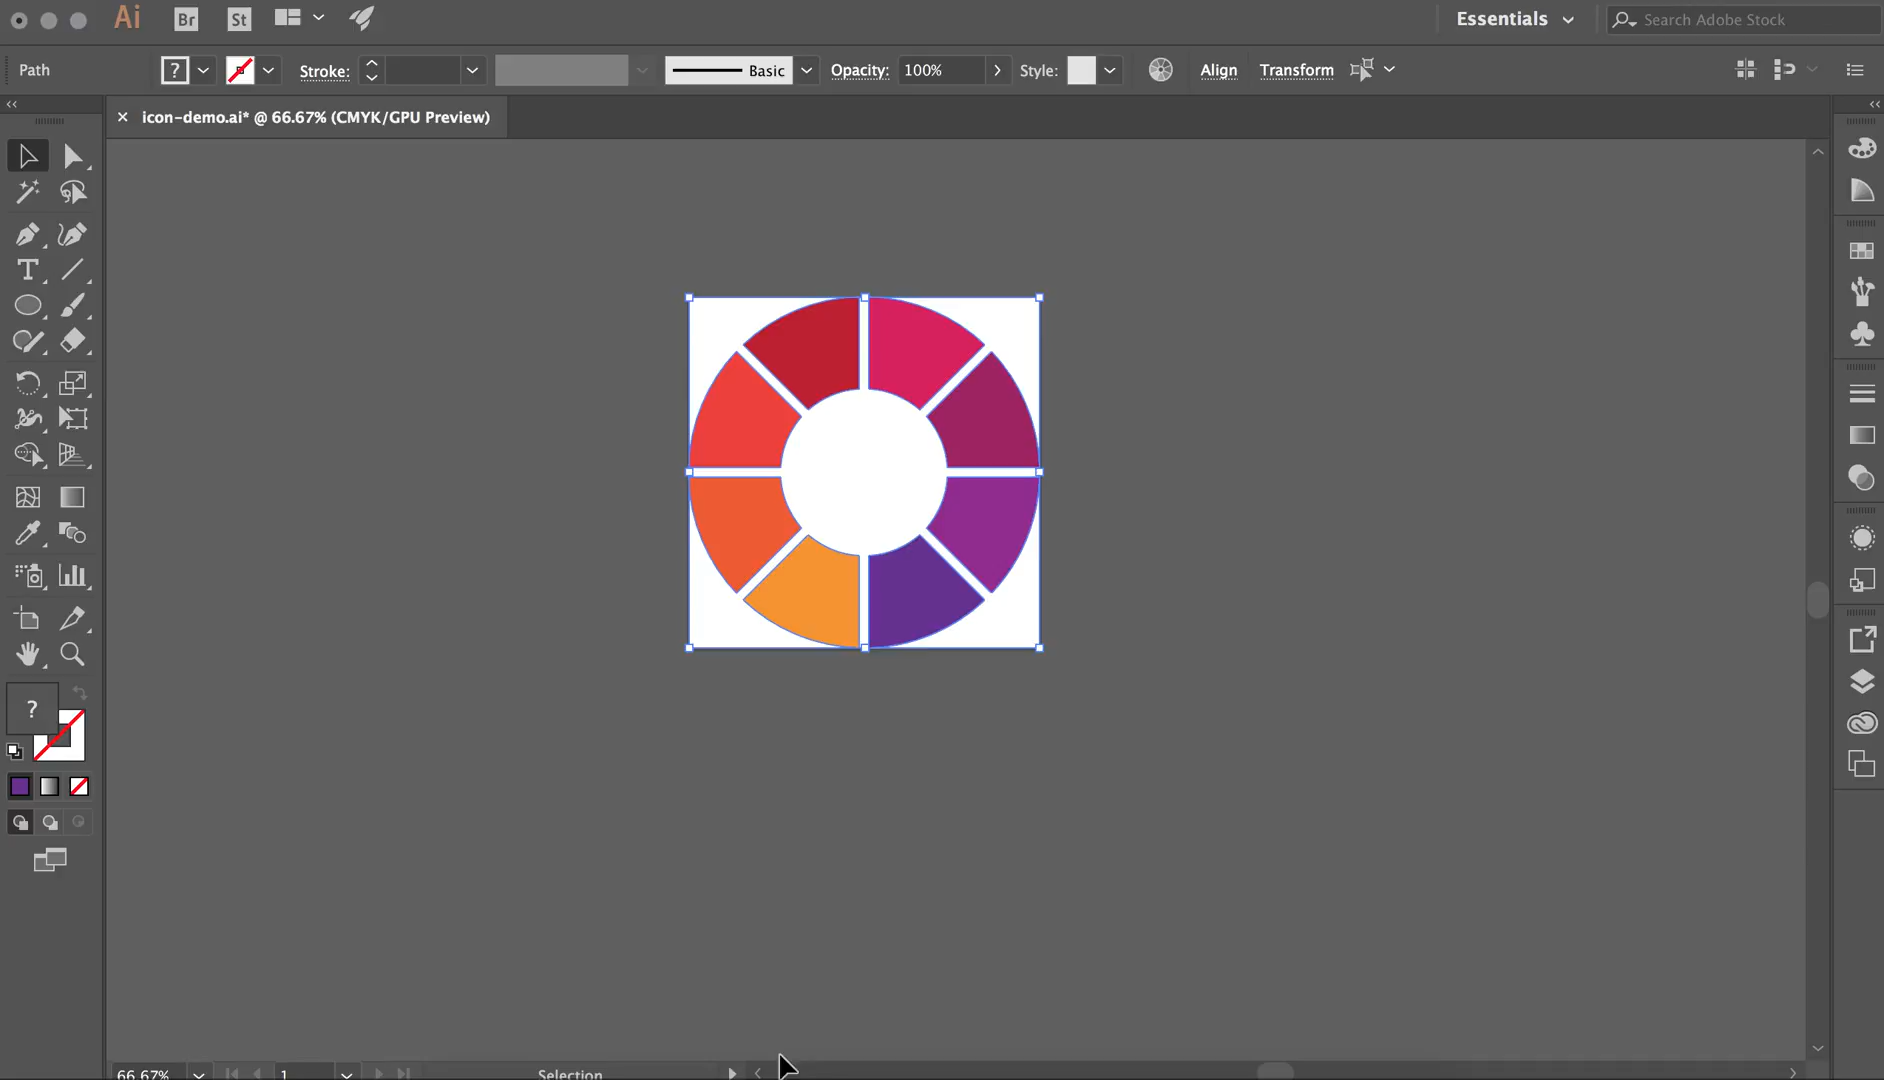 Ai Br St Essentials Search Adobe Stock
Path ? Stroke: Basic Opacity: 100% Style: Align Transform
× icon-demo.ai* @ 66.67% (CMYK/GPU Preview)
T
?
66.67% 1 Selection